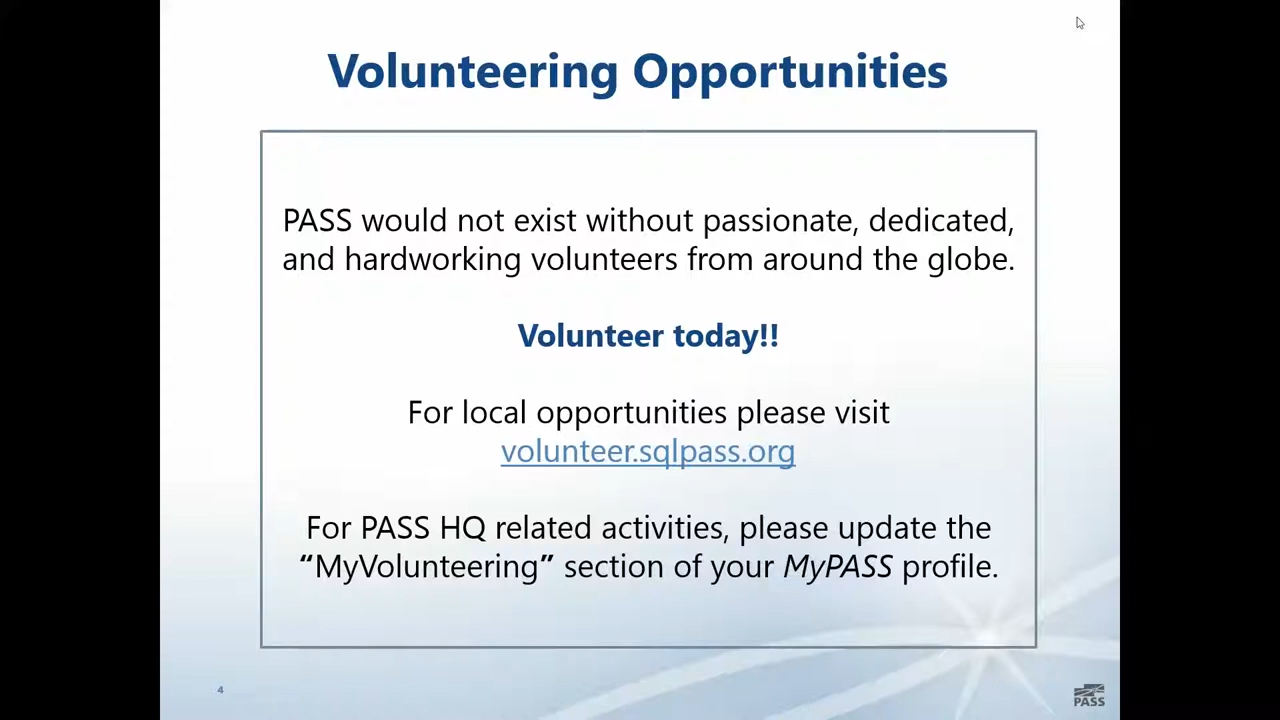 Volunteering Opportunities
PASS would not exist without passionate, dedicated,
and hardworking volunteers from around the globe.
Volunteer today!!
For local opportunities please visit
volunteer.sqlpass.org
For PASS HQ related activities, please update the
“MyVolunteering” section of your MyPASS profile.
4
PASS